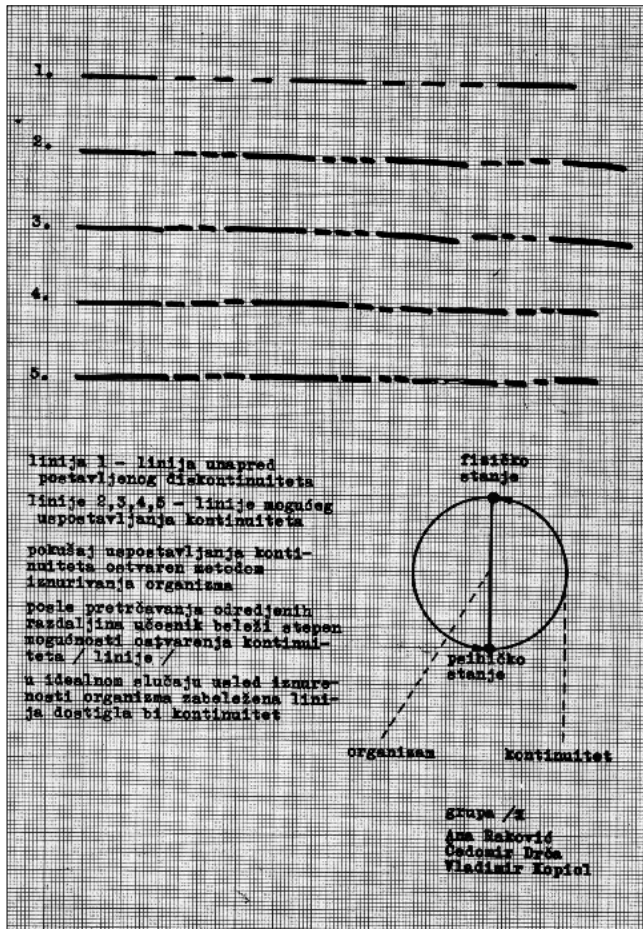 1.
2.
3.
4.
5.
linija 1 – linija unapred
postavljenog diskontinuiteta
linije 2,3,4,5 – linije mogućeg
uspostavljanja kontinuiteta
pokušaj uspostavljanja konti-
nuiteta ostvaren metodom
iznurivanja organizma
posle pretrčavanja odredjenih
razdaljina učesnik beleži stepen
mogućnosti ostvarenja kontinui-
teta / linije /
u idealnom slučaju usled iznure-
nosti organizma zabeležena lini-
ja dostigla bi kontinuitet
fisičko
stanje
psihičko
stanje
organizam
kontinuitet
grupa
Ana Raković
Čedomir Drča
Vladimir Kopicl